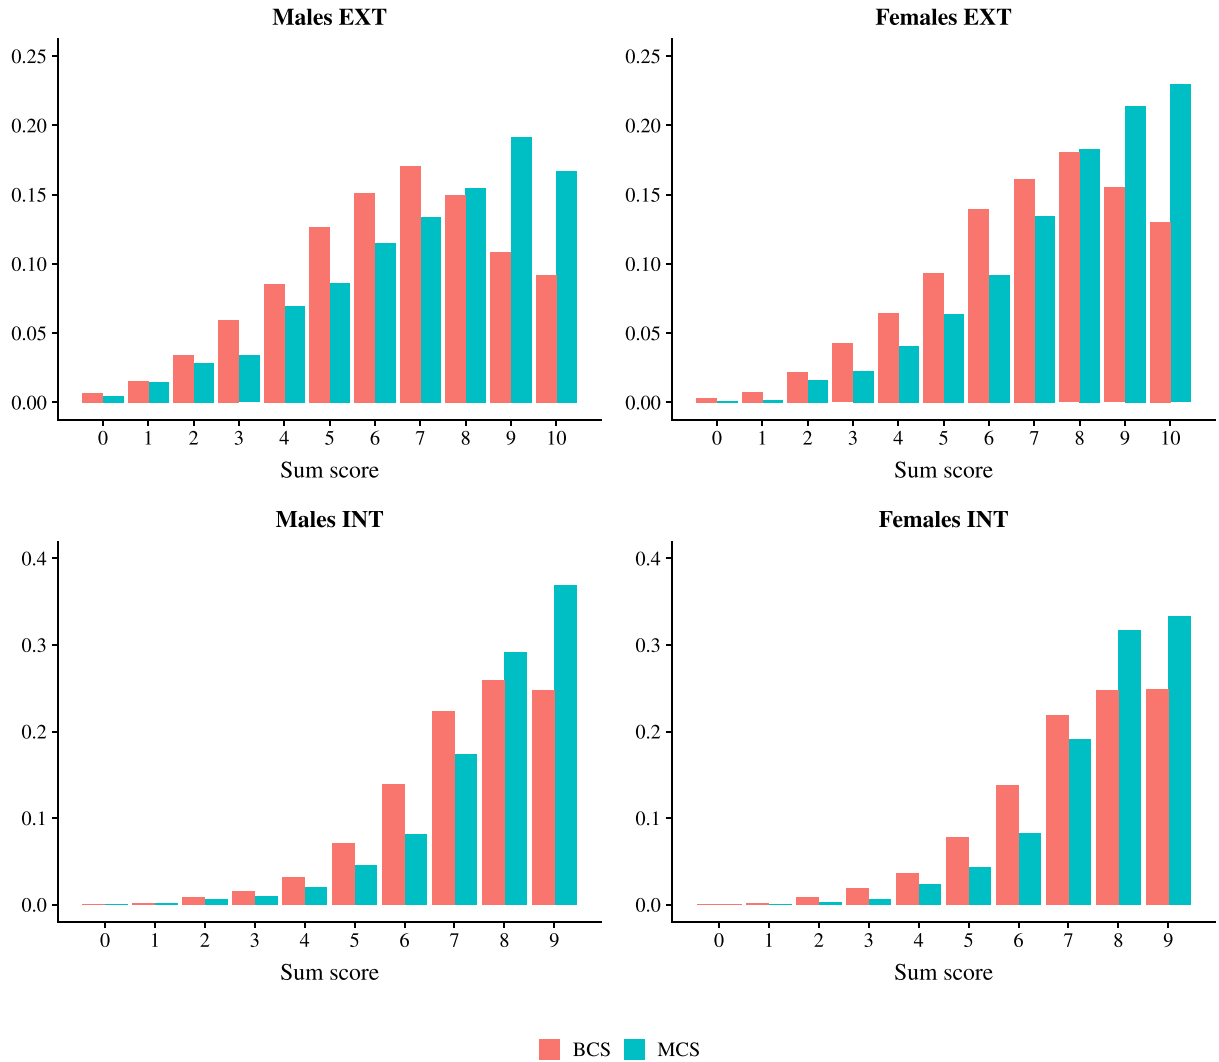 Males EXT
Females EXT
0.25
0.20
0.15
0.10
0.05
0.00
0 1 2 3 4 5 6 7 8 9 10
Sum score
0.25
0.20
0.15
0.10
0.05
0.00
0 1 2 3 4 5 6 7 8 9 10
Sum score
Males INT
Females INT
0.4
0.3
0.2
0.1
0.0
0 1 2 3 4 5 6 7 8 9
Sum score
0.4
0.3
0.2
0.1
0.0
0 1 2 3 4 5 6 7 8 9
Sum score
BCS MCS